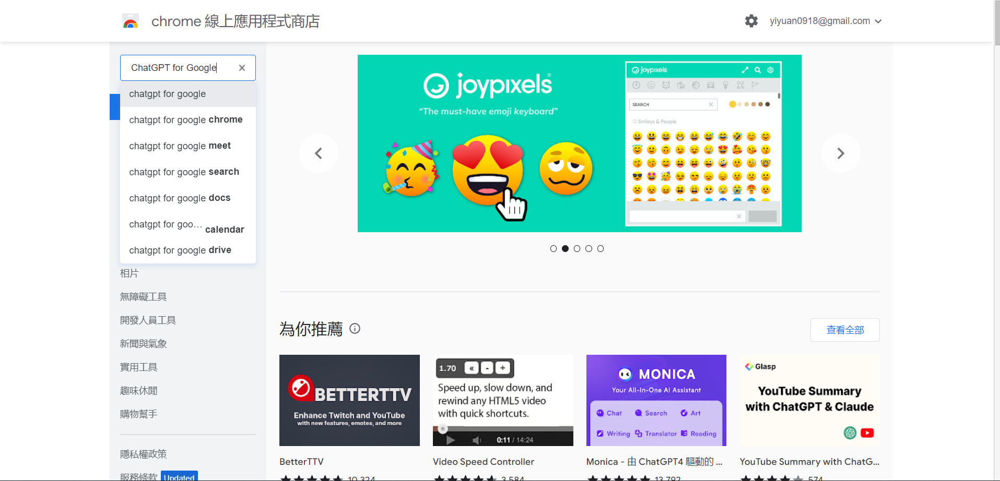 chrome 線上應用程式商店
yiyuan0918@gmail.com
ChatGPT for Google
chatgpt for google
chatgpt for google chrome
chatgpt for google meet
chatgpt for google search
chatgpt for google docs
chatgpt for goo... calendar
chatgpt for google drive
相片
無障礙工具
開發人員工具
新聞與氣象
實用工具
趣味休閒
購物幫手
隱私權政策
服務條款 Updated
joypixels®
“The must-have emoji keyboard”
joypixels
SEARCH
Smileys & People
為你推薦
查看全部
BETTERTTV
Enhance Twitch and YouTube
with new features, emotes, and more
BetterTTV
10,324
1.70 « - +
Speed up, slow down, and
rewind any HTML5 video
with quick shortcuts.
0:11 / 14:24
Video Speed Controller
3,584
MONICA
Your All-In-One AI Assistant
Chat Search Art
Writing Translator Reading
Monica - 由 ChatGPT4 驅動的 ...
13,792
Glasp
YouTube Summary
with ChatGPT & Claude
YouTube Summary with ChatG...
574